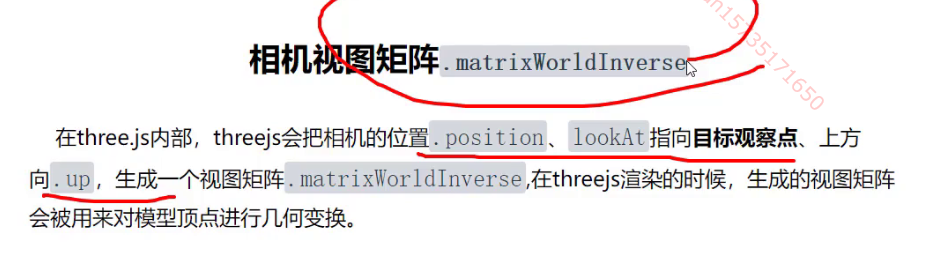 相机视图矩阵.matrixWorldInverse
在three.js内部，threejs会把相机的位置.position、lookAt指向目标观察点、上方
向.up，生成一个视图矩阵.matrixWorldInverse,在threejs渲染的时候，生成的视图矩阵
会被用来对模型顶点进行几何变换。